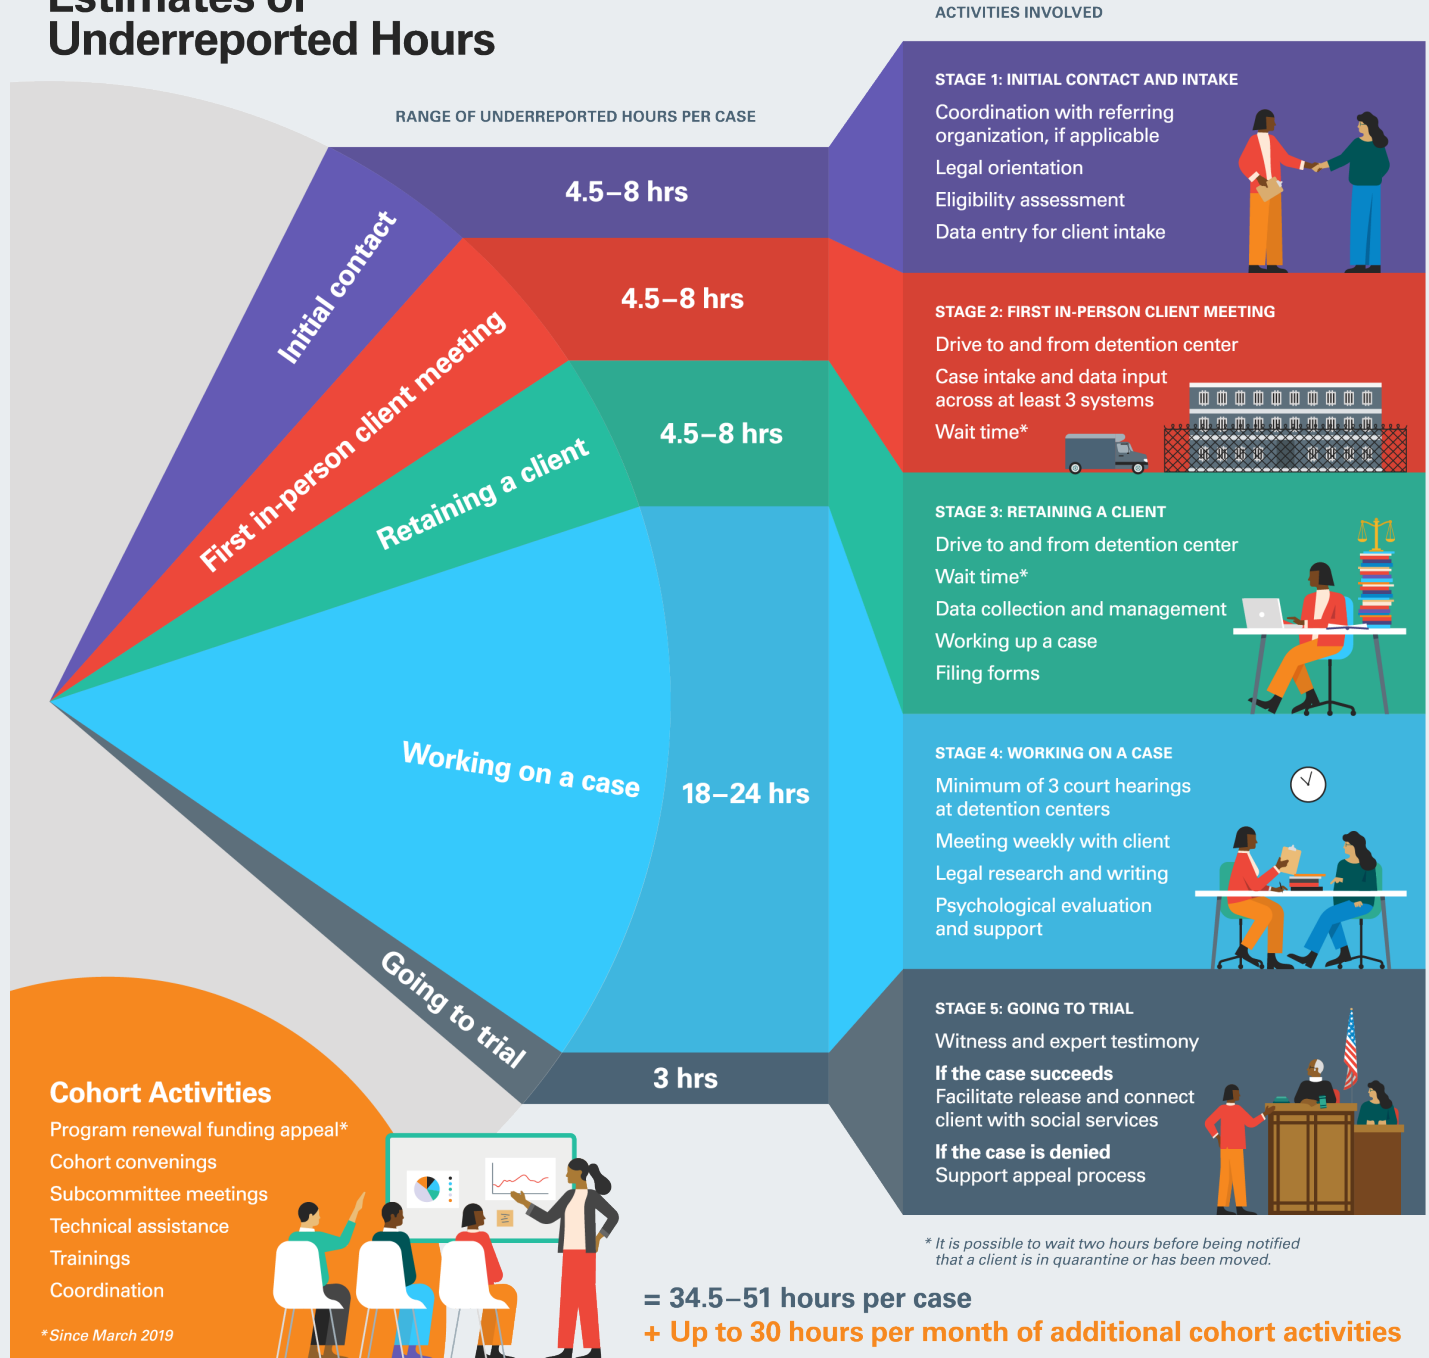 Estimates of
Underreported Hours
RANGE OF UNDERREPORTED HOURS PER CASE
Initial contact
4.5–8 hrs
First in-person client meeting
4.5–8 hrs
Retaining a client
4.5–8 hrs
Working on a case
18–24 hrs
Going to trial
3 hrs
ACTIVITIES INVOLVED
STAGE 1: INITIAL CONTACT AND INTAKE
Coordination with referring
organization, if applicable
Legal orientation
Eligibility assessment
Data entry for client intake
STAGE 2: FIRST IN-PERSON CLIENT MEETING
Drive to and from detention center
Case intake and data input
across at least 3 systems
Wait time*
STAGE 3: RETAINING A CLIENT
Drive to and from detention center
Wait time*
Data collection and management
Working up a case
Filing forms
STAGE 4: WORKING ON A CASE
Minimum of 3 court hearings
at detention centers
Meeting weekly with client
Legal research and writing
Psychological evaluation
and support
STAGE 5: GOING TO TRIAL
Witness and expert testimony
If the case succeeds
Facilitate release and connect
client with social services
If the case is denied
Support appeal process
* It is possible to wait two hours before being notified
that a client is in quarantine or has been moved.
Cohort Activities
Program renewal funding appeal*
Cohort convenings
Subcommittee meetings
Technical assistance
Trainings
Coordination
*Since March 2019
= 34.5–51 hours per case
+ Up to 30 hours per month of additional cohort activities